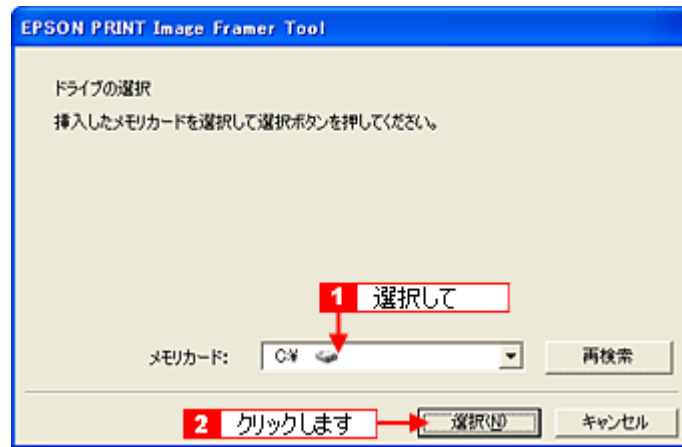 EPSON PRINT Image Framer Tool
ドライブの選択
挿入したメモリカードを選択して選択ボタンを押してください。
1 選択して
メモリカード: C:¥ 再検索
2 クリックします 選択(N) キャンセル